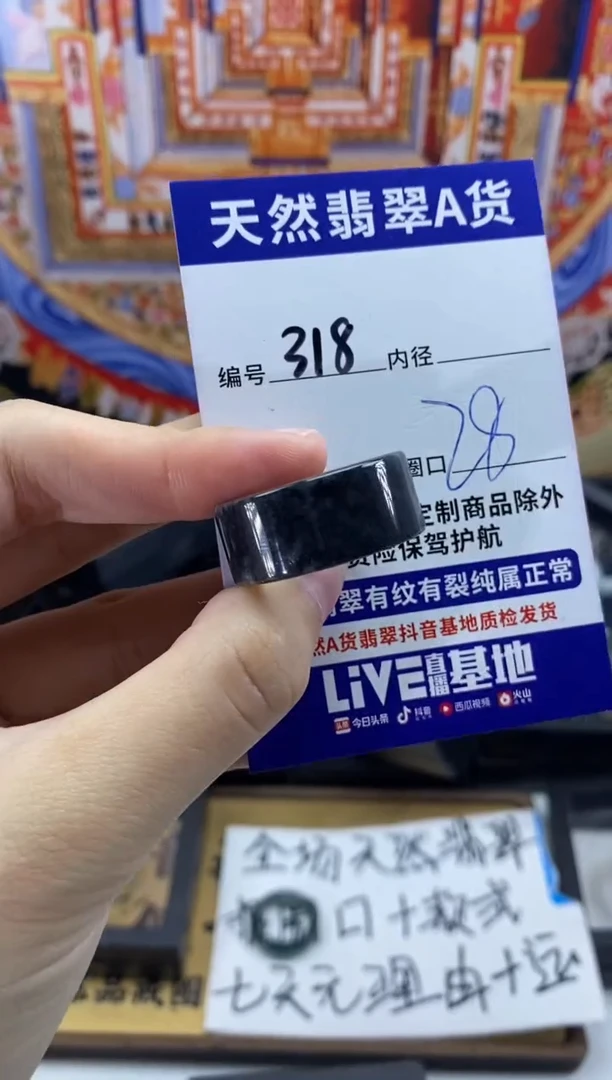 天然翡翠A货
编号 318 内径
圈口 28
定制商品除外
险保驾护航
翠有纹有裂纯属正常
然A货翡翠抖音基地质检发货
LiVE直播基地
头条 今日头条 抖音 西瓜视频 火山
全场天然翡翠
口十款式
七天无理由十证